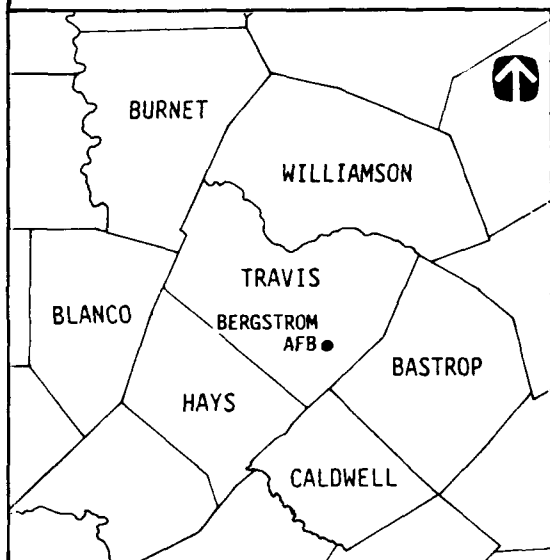 BURNET
WILLIAMSON
TRAVIS
BLANCO
BERGSTROM
AFB
BASTROP
HAYS
CALDWELL